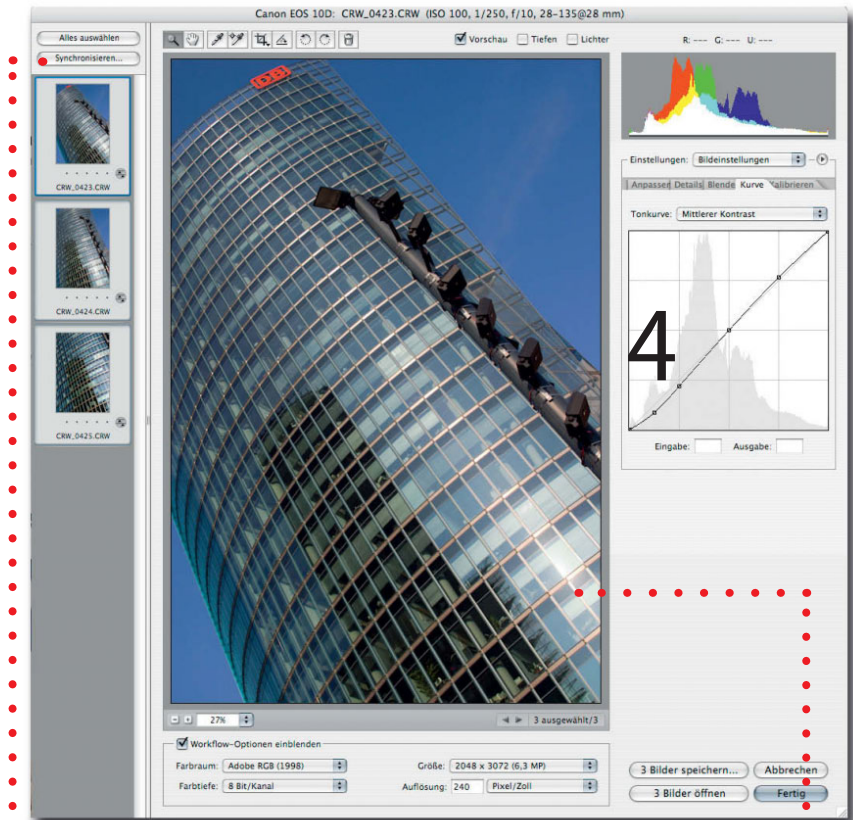 Canon EOS 10D: CRW_0423.CRW (ISO 100, 1/250, f/10, 28–135@28 mm)
Alles auswählen
Synchronisieren...
Vorschau Tiefen Lichter
R: --- G: --- U: ---
DB
CRW_0423.CRW
CRW_0424.CRW
CRW_0425.CRW
Einstellungen: Bildeinstellungen
Anpassen Details Blende Kurve Kalibrieren
Tonkurve: Mittlerer Kontrast
4
Eingabe: Ausgabe:
27%
3 ausgewählt/3
Workflow-Optionen einblenden
Farbraum: Adobe RGB (1998)
Größe: 2048 x 3072 (6,3 MP)
Farbtiefe: 8 Bit/Kanal
Auflösung: 240 Pixel/Zoll
3 Bilder speichern... Abbrechen
3 Bilder öffnen Fertig